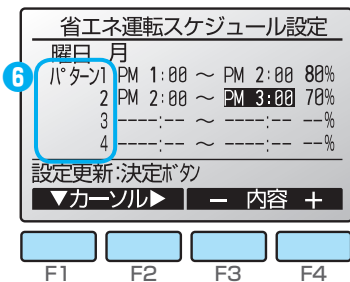 省エネ運転スケジュール設定
曜日 月
6 パターン1 PM 1:00 ～ PM 2:00 80%
2 PM 2:00 ～ PM 3:00 70%
3 ----:-- ～ ----:-- --%
4 ----:-- ～ ----:-- --%
設定更新:決定ボタン
▼カーソル▶ － 内容 ＋
F1 F2 F3 F4